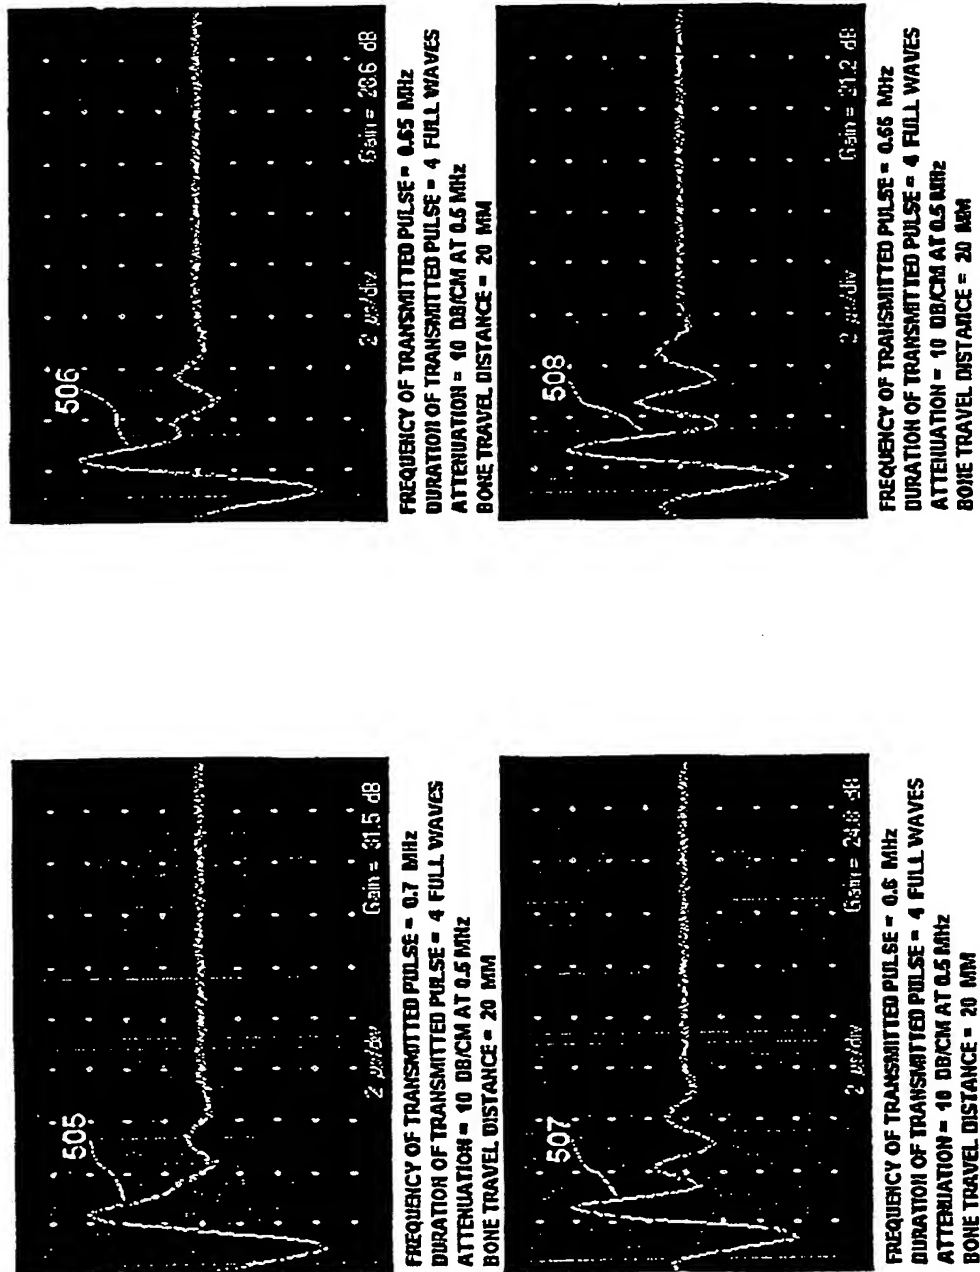 505
2 µs/div Gain = 31.5 dB
FREQUENCY OF TRANSMITTED PULSE = 0.7 MHz
DURATION OF TRANSMITTED PULSE = 4 FULL WAVES
ATTENUATION = 10 DB/CM AT 0.5 MHz
BONE TRAVEL DISTANCE = 20 MM
506
2 µs/div Gain = dB
FREQUENCY OF TRANSMITTED PULSE = 0.65 MHz
DURATION OF TRANSMITTED PULSE = 4 FULL WAVES
ATTENUATION = 10 DB/CM AT 0.5 MHz
BONE TRAVEL DISTANCE = 20 MM
507
2 µs/div Gain = 24.8 dB
FREQUENCY OF TRANSMITTED PULSE = 0.6 MHz
DURATION OF TRANSMITTED PULSE = 4 FULL WAVES
ATTENUATION = 10 DB/CM AT 0.5 MHz
BONE TRAVEL DISTANCE = 20 MM
508
2 µs/div Gain = dB
FREQUENCY OF TRANSMITTED PULSE = MHz
DURATION OF TRANSMITTED PULSE = 4 FULL WAVES
ATTENUATION = 10 DB/CM AT 0.5 MHz
BONE TRAVEL DISTANCE = 20 MM